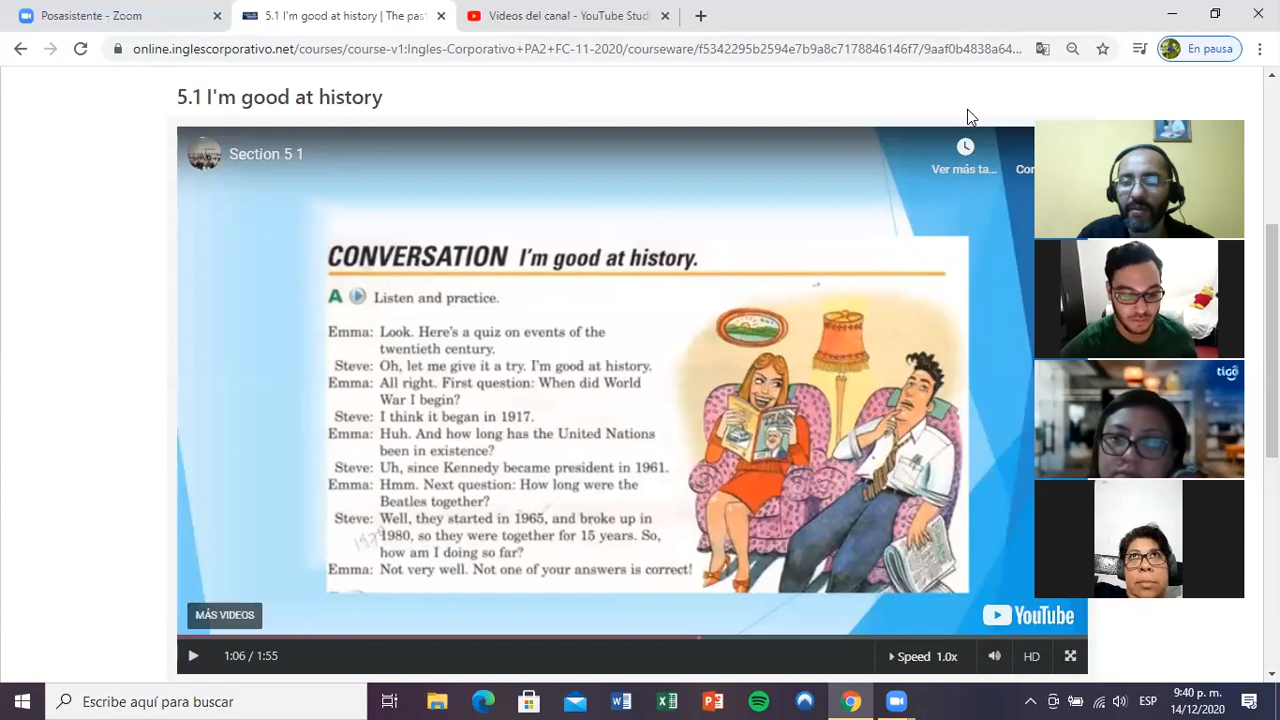 Posasistente - Zoom
5.1 I'm good at history | The pas
Vídeos del canal - YouTube Studi
online.inglescorporativo.net/courses/course-v1:Ingles-Corporativo+PA2+FC-11-2020/courseware/f5342295b2594e7b9a8c7178846146f7/9aaf0b4838a64...
En pausa
5.1 I'm good at history
Section 5 1
Ver más ta...
Con
CONVERSATION I'm good at history.
A Listen and practice.
Emma: Look. Here's a quiz on events of the
twentieth century.
Steve: Oh, let me give it a try. I'm good at history.
Emma: All right. First question: When did World
War I begin?
Steve: I think it began in 1917.
Emma: Huh. And how long has the United Nations
been in existence?
Steve: Uh, since Kennedy became president in 1961.
Emma: Hmm. Next question: How long were the
Beatles together?
Steve: Well, they started in 1965, and broke up in
1980, so they were together for 15 years. So,
how am I doing so far?
Emma: Not very well. Not one of your answers is correct!
MÁS VIDEOS
YouTube
1:06 / 1:55
Speed 1.0x
HD
tigo
Escribe aquí para buscar
ESP
9:40 p. m.
14/12/2020